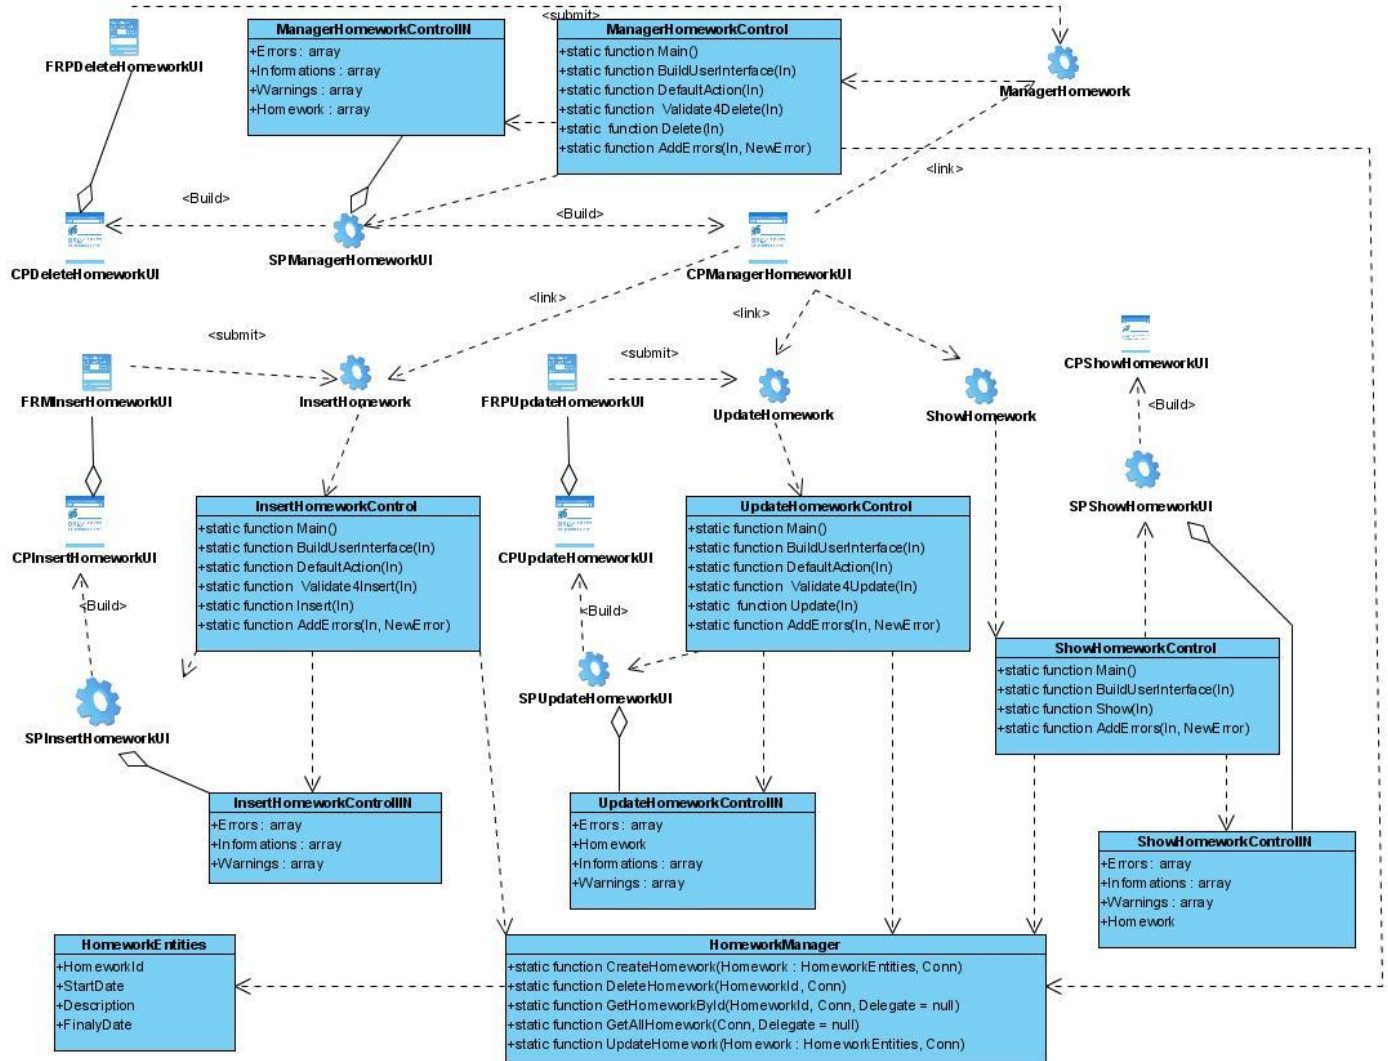 <submit>
FRPDeleteHomeworkUI
ManagerHomeworkControlIN
+Errors : array
+Informations : array
+Warnings : array
+Homework : array
ManagerHomeworkControl
+static function Main()
+static function BuildUserInterface(In)
+static function DefaultAction(In)
+static function Validate4Delete(In)
+static function Delete(In)
+static function AddErrors(In, NewError)
ManagerHomework
<link>
<Build>
<Build>
CPDeleteHomeworkUI
SPManagerHomeworkUI
CPManagerHomeworkUI
<link>
<link>
<submit>
<submit>
FRMInserHomeworkUI
InsertHomework
FRPUpdateHomeworkUI
UpdateHomework
ShowHomework
CPShowHomeworkUI
<Build>
SPShowHomeworkUI
CPInsertHomeworkUI
<Build>
SPInsertHomeworkUI
InsertHomeworkControl
+static function Main()
+static function BuildUserInterface(In)
+static function DefaultAction(In)
+static function Validate4Insert(In)
+static function Insert(In)
+static function AddErrors(In, NewError)
CPUpdateHomeworkUI
<Build>
SPUpdateHomeworkUI
UpdateHomeworkControl
+static function Main()
+static function BuildUserInterface(In)
+static function DefaultAction(In)
+static function Validate4Update(In)
+static function Update(In)
+static function AddErrors(In, NewError)
ShowHomeworkControl
+static function Main()
+static function BuildUserInterface(In)
+static function Show(In)
+static function AddErrors(In, NewError)
InsertHomeworkControlIIN
+Errors : array
+Informations : array
+Warnings : array
UpdateHomeworkControlIN
+Errors : array
+Homework
+Informations : array
+Warnings : array
ShowHomeworkControlIN
+Errors : array
+Informations : array
+Warnings : array
+Homework
HomeworkEntities
+HomeworkId
+StartDate
+Description
+FinalyDate
HomeworkManager
+static function CreateHomework(Homework : HomeworkEntities, Conn)
+static function DeleteHomework(HomeworkId, Conn)
+static function GetHomeworkById(HomeworkId, Conn, Delegate = null)
+static function GetAllHomework(Conn, Delegate = null)
+static function UpdateHomework(Homework : HomeworkEntities, Conn)